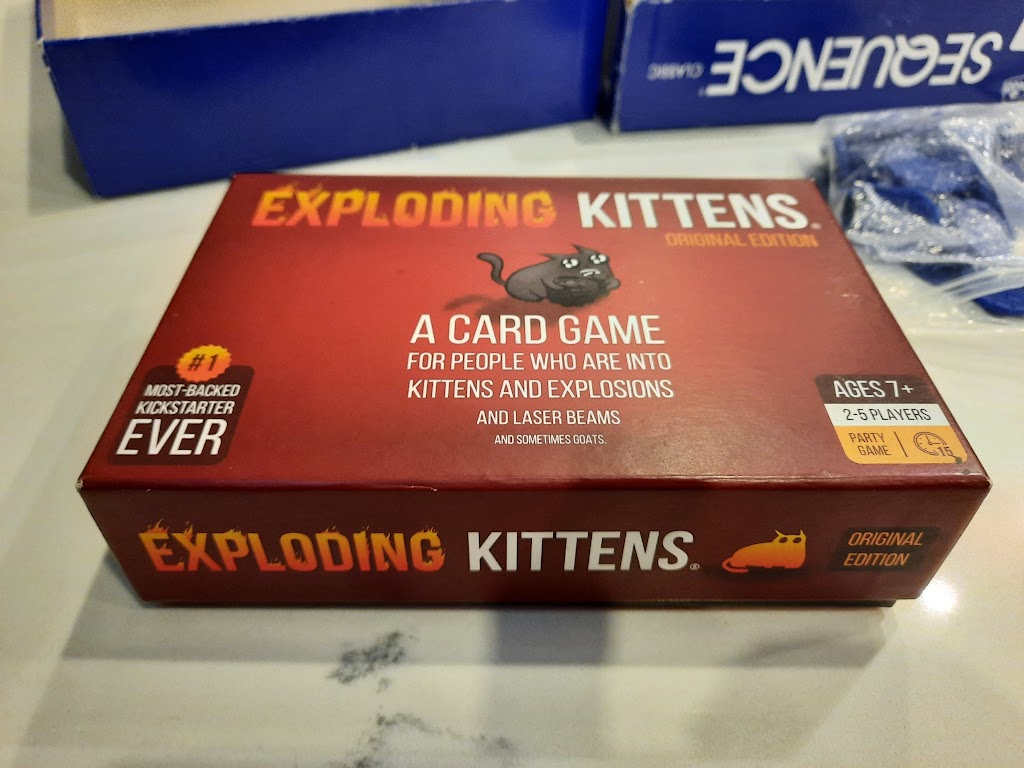 SEQUENCE
CLASSIC
EXPLODING KITTENS®
ORIGINAL EDITION
A CARD GAME
FOR PEOPLE WHO ARE INTO
KITTENS AND EXPLOSIONS
AND LASER BEAMS
AND SOMETIMES GOATS.
#1
MOST-BACKED
KICKSTARTER
EVER
AGES 7+
2-5 PLAYERS
PARTY
GAME
15
EXPLODING KITTENS®
ORIGINAL
EDITION